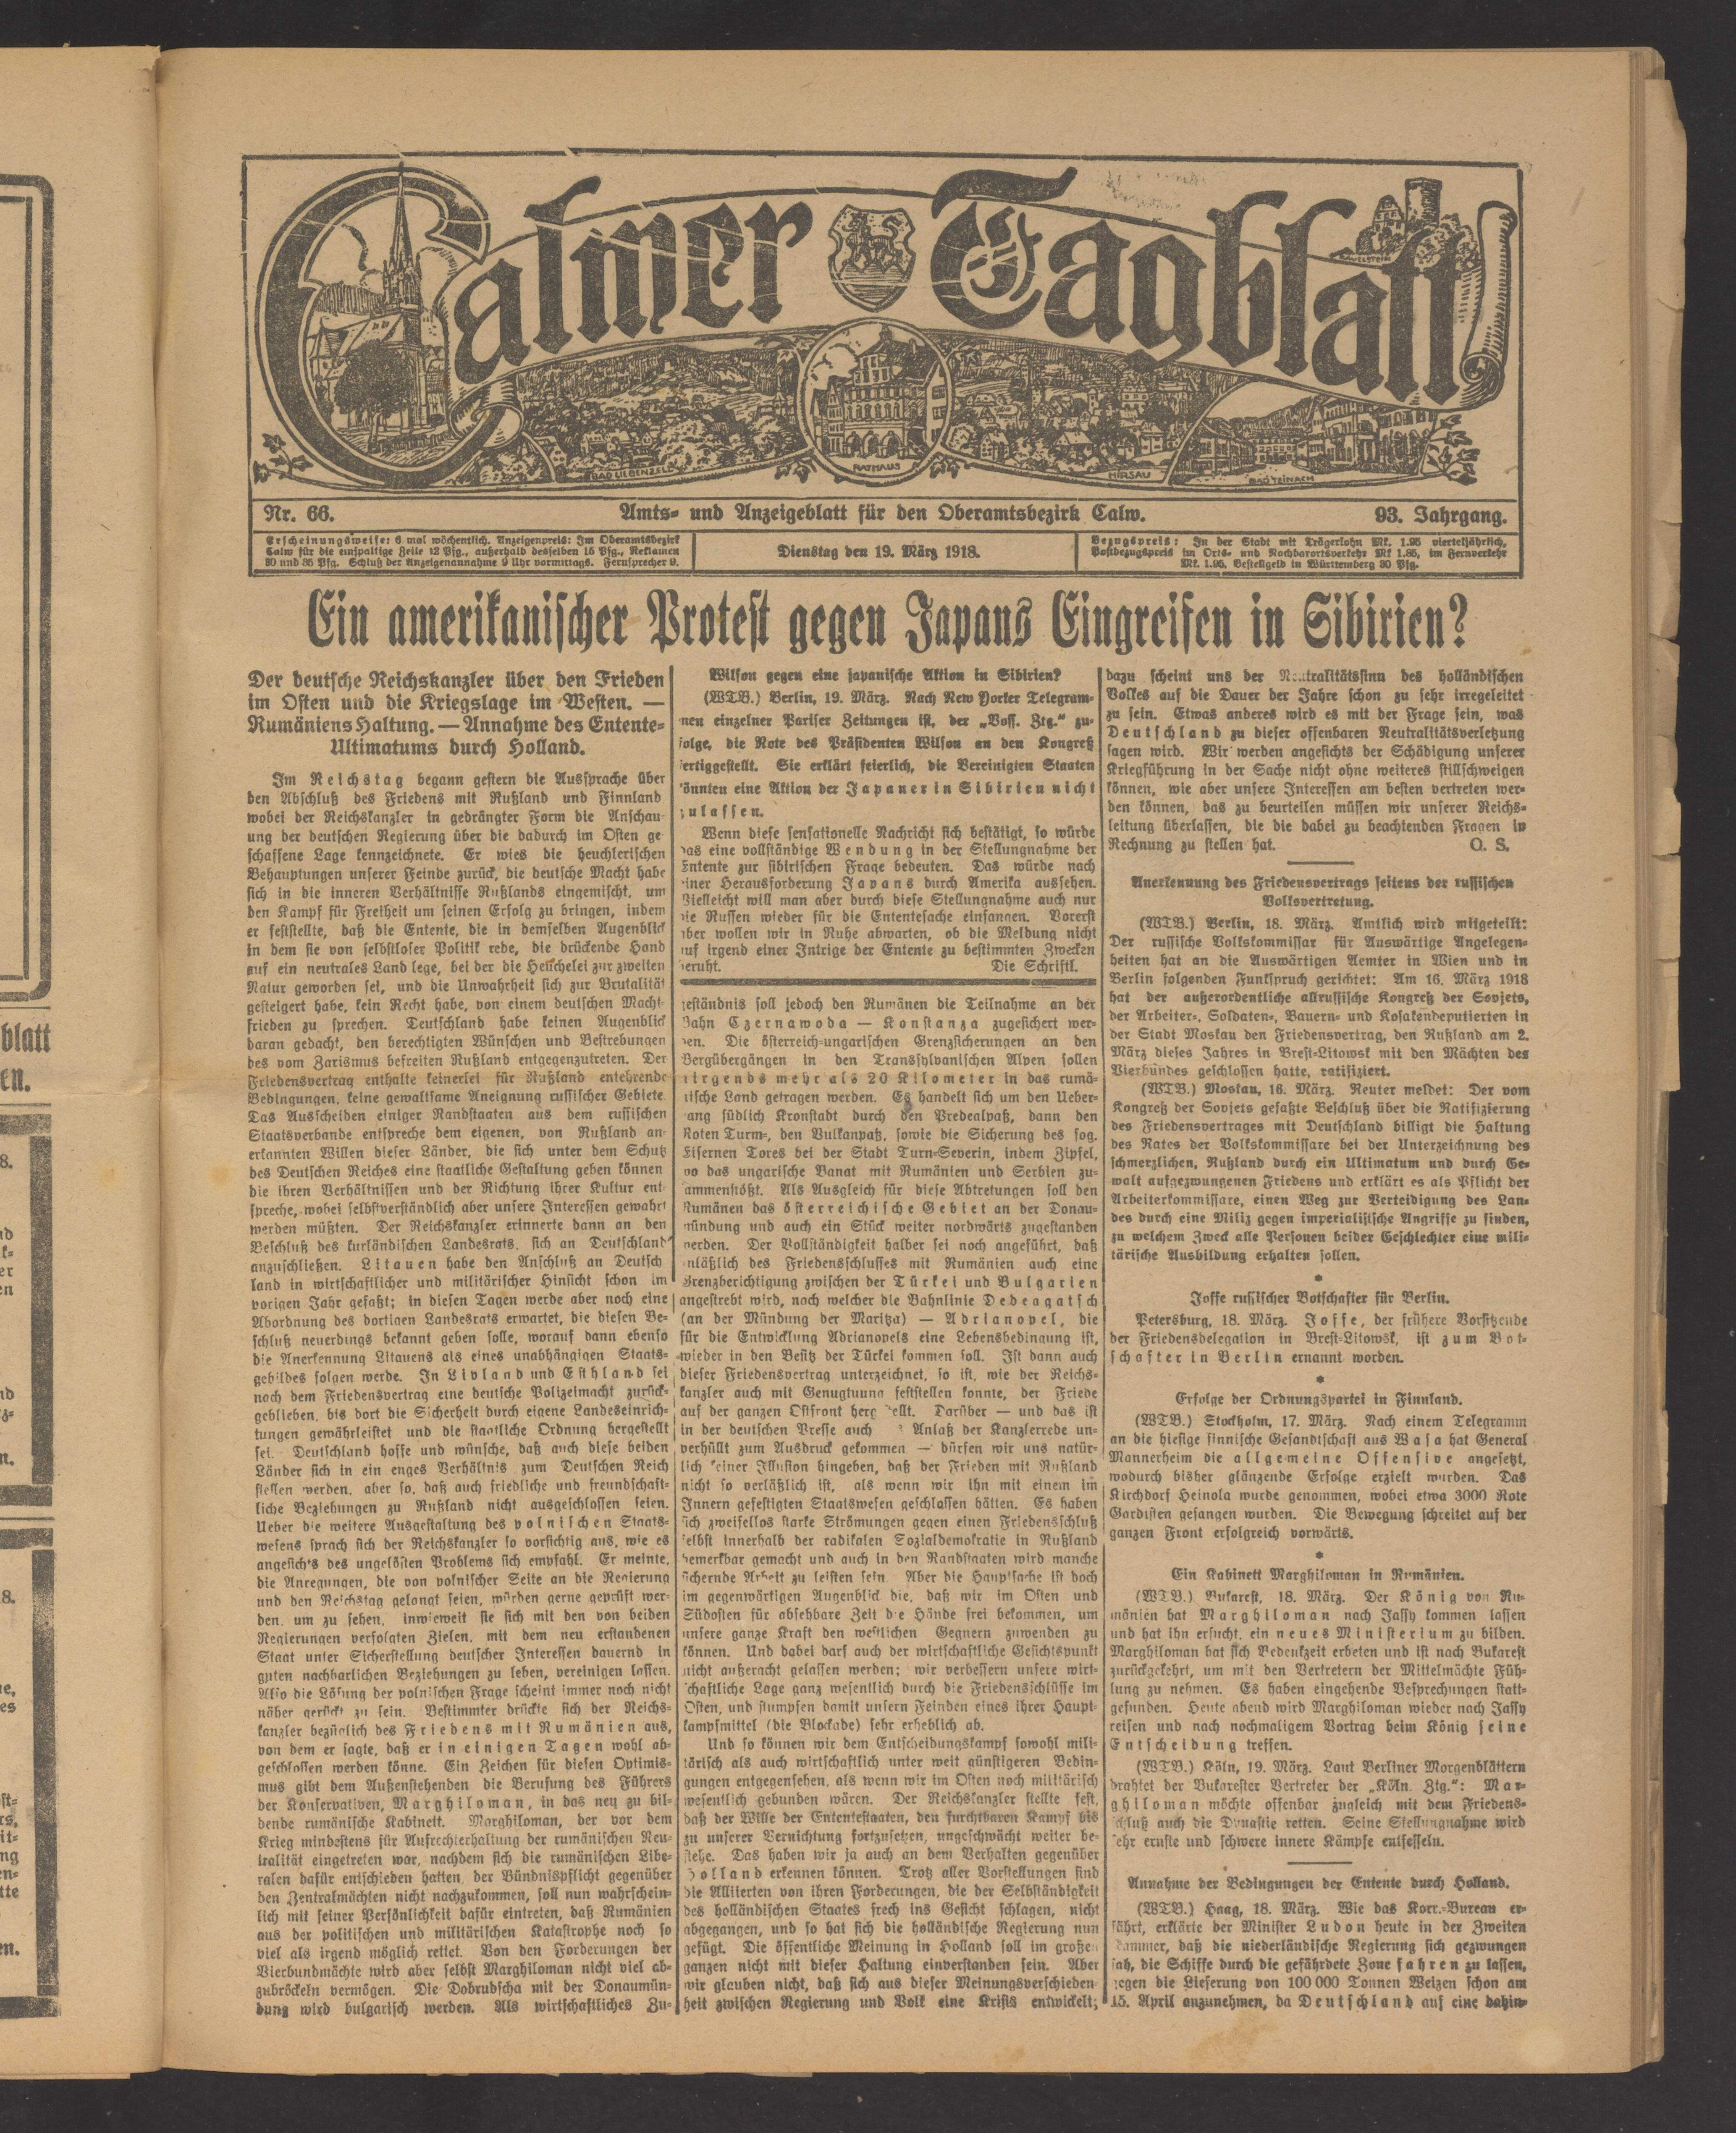 Calwer Tagblatt
ZAVELSTEIN
BAD LIEBENZELL
RATHAUS
HIRSAU
BAD TEINACH
Nr. 66.
Amts- und Anzeigeblatt für den Oberamtsbezirk Calw.
93. Jahrgang.
Erscheinungsweise: 6 mal wöchentlich. Anzeigenpreis: Im Oberamtsbezirk
Calw für die einspaltige Zeile 12 Pfg., außerhalb desselben 15 Pfg., Reklamen
30 und 35 Pfg. Schluß der Anzeigenannahme 9 Uhr vormittags. Fernsprecher 9.
Dienstag den 19. März 1918.
Bezugspreis: In der Stadt mit Trägerlohn Mk. 1.95 vierteljährlich,
Postbezugspreis im Orts- und Nachbarortsverkehr Mk 1.85, im Fernverkehr
Mk. 1.95, Bestellgeld in Württemberg 30 Pfg.
Ein amerikanischer Protest gegen Japans Eingreifen in Sibirien?
Der deutsche Reichskanzler über den Frieden
im Osten und die Kriegslage im Westen. —
Rumäniens Haltung. — Annahme des Entente-
Ultimatums durch Holland.
Im Reichstag begann gestern die Aussprache über
den Abschluß des Friedens mit Rußland und Finnland
wobei der Reichskanzler in gedrängter Form die Anschau-
ung der deutschen Regierung über die dadurch im Osten ge
schaffene Lage kennzeichnete. Er wies die heuchlerischen
Behauptungen unserer Feinde zurück, die deutsche Macht habe
sich in die inneren Verhältnisse Rußlands eingemischt, um
den Kampf für Freiheit um seinen Erfolg zu bringen, indem
er feststellte, daß die Entente, die in demselben Augenblick
in dem sie von selbstloser Politik rede, die drückende Hand
auf ein neutrales Land lege, bei der die Heuchelei zur zweiten
Natur geworden sei, und die Unwahrheit sich zur Brutalität
gesteigert habe, kein Recht habe, von einem deutschen Macht-
frieden zu sprechen. Deutschland habe keinen Augenblick
daran gedacht, den berechtigten Wünschen und Bestrebungen
des vom Zarismus befreiten Rußland entgegenzutreten. Der
Friedensvertrag enthalte keinerlei für Rußland entehrende
Bedingungen, keine gewaltsame Aneignung russischer Gebiete.
Das Ausscheiden einiger Randstaaten aus dem russischen
Staatsverbande entspreche dem eigenen, von Rußland an-
erkannten Willen dieser Länder, die sich unter dem Schutz
des Deutschen Reiches eine staatliche Gestaltung geben können
die ihren Verhältnissen und der Richtung ihrer Kultur ent
spreche, wobei selbstverständlich aber unsere Interessen gewahrt
werden müßten. Der Reichskanzler erinnerte dann an den
Beschluß des kurländischen Landesrats, sich an Deutschland
anzuschließen. Litauen habe den Anschluß an Deutsch
land in wirtschaftlicher und militärischer Hinsicht schon im
vorigen Jahr gefaßt; in diesen Tagen werde aber noch eine
Abordnung des dortigen Landesrats erwartet, die diesen Be-
schluß neuerdings bekannt geben solle, worauf dann ebenso
die Anerkennung Litauens als eines unabhängigen Staats-
gebildes folgen werde. In Livland und Esthland sei
nach dem Friedensvertrag eine deutsche Polizeimacht zurück-
geblieben, bis dort die Sicherheit durch eigene Landeseinrich-
tungen gewährleistet und die staatliche Ordnung hergestellt
sei. Deutschland hoffe und wünsche, daß auch diese beiden
Länder sich in ein enges Verhältnis zum Deutschen Reich
stellen werden, aber so, daß auch friedliche und freundschaft-
liche Beziehungen zu Rußland nicht ausgeschlossen seien.
Ueber die weitere Ausgestaltung des polnischen Staats-
wesens sprach sich der Reichskanzler so vorsichtig aus, wie es
angesichts des ungelösten Problems sich empfahl. Er meinte,
die Anregungen, die von polnischer Seite an die Regierung
und den Reichstag gelangt seien, würden gerne geprüft wer-
den, um zu sehen, inwieweit sie sich mit den von beiden
Regierungen verfolgten Zielen, mit dem neu erstandenen
Staat unter Sicherstellung deutscher Interessen dauernd in
guten nachbarlichen Beziehungen zu leben, vereinigen lassen.
Also die Lösung der polnischen Frage scheint immer noch nicht
näher gerückt zu sein. Bestimmter drückte sich der Reichs-
kanzler bezüglich des Friedens mit Rumänien aus,
von dem er sagte, daß er in einigen Tagen wohl ab-
geschlossen werden könne. Ein Zeichen für diesen Optimis-
mus gibt dem Außenstehenden die Berufung des Führers
der Konservativen, Marghiloman, in das neu zu bil-
dende rumänische Kabinett. Marghiloman, der vor dem
Krieg mindestens für Aufrechterhaltung der rumänischen Neu-
tralität eingetreten war, nachdem sich die rumänischen Libe-
ralen dafür entschieden hatten, der Bündnispflicht gegenüber
den Zentralmächten nicht nachzukommen, soll nun wahrschein-
lich mit seiner Persönlichkeit dafür eintreten, daß Rumänien
aus der politischen und militärischen Katastrophe noch so
viel als irgend möglich rettet. Von den Forderungen der
Vierbundmächte wird aber selbst Marghiloman nicht viel ab-
zubröckeln vermögen. Die Dobrudscha mit der Donaumün-
dung wird bulgarisch werden. Als wirtschaftliches Zu-
Wilson gegen eine japanische Aktion in Sibirien?
(WTB.) Berlin, 19. März. Nach New Yorker Telegram-
men einzelner Pariser Zeitungen ist, der „Voss. Ztg.“ zu-
folge, die Note des Präsidenten Wilson an den Kongreß
fertiggestellt. Sie erklärt feierlich, die Vereinigten Staaten
könnten eine Aktion der Japaner in Sibirien nicht
zulassen.
Wenn diese sensationelle Nachricht sich bestätigt, so würde
das eine vollständige Wendung in der Stellungnahme der
Entente zur sibirischen Frage bedeuten. Das würde nach
einer Herausforderung Japans durch Amerika aussehen.
Vielleicht will man aber durch diese Stellungnahme auch nur
die Russen wieder für die Ententesache einfangen. Vorerst
aber wollen wir in Ruhe abwarten, ob die Meldung nicht
auf irgend einer Intrige der Entente zu bestimmten Zwecken
beruht. Die Schriftl.
geständnis soll jedoch den Rumänen die Teilnahme an der
Bahn Czernawoda — Konstanza zugesichert wer-
den. Die österreich-ungarischen Grenzsicherungen an den
Bergübergängen in den Transsylvanischen Alpen sollen
nirgends mehr als 20 Kilometer in das rumä-
nische Land getragen werden. Es handelt sich um den Ueber-
gang südlich Kronstadt durch den Predealpaß, dann den
Roten Turm-, den Vulkanpaß, sowie die Sicherung des sog.
Eisernen Tores bei der Stadt Turn-Severin, indem Zipfel,
wo das ungarische Banat mit Rumänien und Serbien zu-
sammenstößt. Als Ausgleich für diese Abtretungen soll den
Rumänen das österreichische Gebiet an der Donau-
mündung und auch ein Stück weiter nordwärts zugestanden
werden. Der Vollständigkeit halber sei noch angeführt, daß
anläßlich des Friedensschlusses mit Rumänien auch eine
Grenzberichtigung zwischen der Türkei und Bulgarien
angestrebt wird, nach welcher die Bahnlinie Dedeagatsch
(an der Mündung der Maritza) — Adrianopel, die
für die Entwicklung Adrianopels eine Lebensbedingung ist,
wieder in den Besitz der Türkei kommen soll. Ist dann auch
dieser Friedensvertrag unterzeichnet, so ist, wie der Reichs-
kanzler auch mit Genugtuung feststellen konnte, der Friede
auf der ganzen Ostfront hergestellt. Darüber — und das ist
in der deutschen Presse auch Anlaß der Kanzlerrede un-
verhüllt zum Ausdruck gekommen — dürfen wir uns natür-
lich keiner Illusion hingeben, daß der Frieden mit Rußland
nicht so verläßlich ist, als wenn wir ihn mit einem im
Innern gefestigten Staatswesen geschlossen hätten. Es haben
sich zweifellos starke Strömungen gegen einen Friedensschluß
selbst innerhalb der radikalen Sozialdemokratie in Rußland
bemerkbar gemacht und auch in den Randstaaten wird manche
sichernde Arbeit zu leisten sein. Aber die Hauptsache ist doch
im gegenwärtigen Augenblick die, daß wir im Osten und
Südosten für absehbare Zeit die Hände frei bekommen, um
unsere ganze Kraft den westlichen Gegnern zuwenden zu
können. Und dabei darf auch der wirtschaftliche Gesichtspunkt
nicht außeracht gelassen werden; wir verbessern unsere wirt-
schaftliche Lage ganz wesentlich durch die Friedensschlüsse im
Osten, und stumpfen damit unsern Feinden eines ihrer Haupt-
kampfmittel (die Blockade) sehr erheblich ab.
Und so können wir dem Entscheidungskampf sowohl mili-
tärisch als auch wirtschaftlich unter weit günstigeren Bedin-
gungen entgegensehen, als wenn wir im Osten noch militärisch
wesentlich gebunden wären. Der Reichskanzler stellte fest,
daß der Wille der Ententestaaten, den furchtbaren Kampf bis
zu unserer Vernichtung fortzusetzen, ungeschwächt weiter be-
stehe. Das haben wir ja auch an dem Verhalten gegenüber
Holland erkennen können. Trotz aller Vorstellungen sind
die Alliierten von ihren Forderungen, die der Selbständigkeit
des holländischen Staates frech ins Gesicht schlagen, nicht
abgegangen, und so hat sich die holländische Regierung nun
gefügt. Die öffentliche Meinung in Holland soll im großen
ganzen nicht mit dieser Haltung einverstanden sein. Aber
wir glauben nicht, daß sich aus dieser Meinungsverschieden-
heit zwischen Regierung und Volk eine Krisis entwickelt;
dazu scheint uns der Neutralitätssinn des holländischen
Volkes auf die Dauer der Jahre schon zu sehr irregeleitet
zu sein. Etwas anderes wird es mit der Frage sein, was
Deutschland zu dieser offenbaren Neutralitätsverletzung
sagen wird. Wir werden angesichts der Schädigung unserer
Kriegführung in der Sache nicht ohne weiteres stillschweigen
können, wie aber unsere Interessen am besten vertreten wer-
den können, das zu beurteilen müssen wir unserer Reichs-
leitung überlassen, die die dabei zu beachtenden Fragen in
Rechnung zu stellen hat. O. S.
Anerkennung des Friedensvertrags seitens der russischen
Volksvertretung.
(WTB.) Berlin, 18. März. Amtlich wird mitgeteilt:
Der russische Volkskommissar für Auswärtige Angelegen-
heiten hat an die Auswärtigen Aemter in Wien und in
Berlin folgenden Funkspruch gerichtet: Am 16. März 1918
hat der außerordentliche allrussische Kongreß der Sovjets,
der Arbeiter-, Soldaten-, Bauern- und Kosakendeputierten in
der Stadt Moskau den Friedensvertrag, den Rußland am 2.
März dieses Jahres in Brest-Litowsk mit den Mächten des
Vierbundes geschlossen hatte, ratifiziert.
(WTB.) Moskau, 16. März. Reuter meldet: Der vom
Kongreß der Sovjets gefaßte Beschluß über die Ratifizierung
des Friedensvertrages mit Deutschland billigt die Haltung
des Rates der Volkskommissare bei der Unterzeichnung des
schmerzlichen, Rußland durch ein Ultimatum und durch Ge-
walt aufgezwungenen Friedens und erklärt es als Pflicht der
Arbeiterkommissare, einen Weg zur Verteidigung des Lan-
des durch eine Miliz gegen imperialistische Angriffe zu finden,
zu welchem Zweck alle Personen beider Geschlechter eine mili-
tärische Ausbildung erhalten sollen.
*
Joffe russischer Botschafter für Berlin.
Petersburg, 18. März. Joffe, der frühere Vorsitzende
der Friedensdelegation in Brest-Litowsk, ist zum Bot-
schafter in Berlin ernannt worden.
*
Erfolge der Ordnungspartei in Finnland.
(WTB.) Stockholm, 17. März. Nach einem Telegramm
an die hiesige finnische Gesandtschaft aus Wasa hat General
Mannerheim die allgemeine Offensive angesetzt,
wodurch bisher glänzende Erfolge erzielt wurden. Das
Kirchdorf Heinola wurde genommen, wobei etwa 3000 Rote
Gardisten gefangen wurden. Die Bewegung schreitet auf der
ganzen Front erfolgreich vorwärts.
*
Ein Kabinett Marghiloman in Rumänien.
(WTB.) Bukarest, 18. März. Der König von Ru-
mänien hat Marghiloman nach Jassy kommen lassen
und hat ihn ersucht, ein neues Ministerium zu bilden.
Marghiloman hat sich Bedenkzeit erbeten und ist nach Bukarest
zurückgekehrt, um mit den Vertretern der Mittelmächte Füh-
lung zu nehmen. Es haben eingehende Besprechungen statt-
gefunden. Heute abend wird Marghiloman wieder nach Jassy
reisen und nach nochmaligem Vortrag beim König seine
Entscheidung treffen.
(WTB.) Köln, 19. März. Laut Berliner Morgenblättern
drahtet der Bukarester Vertreter der „Köln. Ztg.“: Mar-
ghiloman möchte offenbar zugleich mit dem Friedens-
schluß auch die Dynastie retten. Seine Stellungnahme wird
sehr ernste und schwere innere Kämpfe entfesseln.
Annahme der Bedingungen der Entente durch Holland.
(WTB.) Haag, 18. März. Wie das Korr.-Bureau er-
fährt, erklärte der Minister Ludon heute in der Zweiten
Kammer, daß die niederländische Regierung sich gezwungen
sah, die Schiffe durch die gefährdete Zone fahren zu lassen,
gegen die Lieferung von 100 000 Tonnen Weizen schon am
15. April anzunehmen, da Deutschland auf eine dahin-